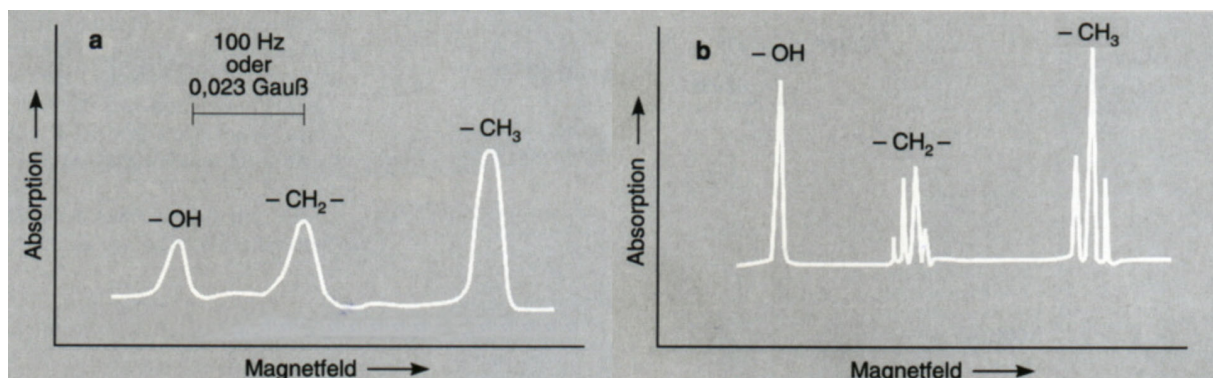 a
100 Hz
oder
0,023 Gauß
– OH
– CH₂ –
– CH₃
Absorption
Magnetfeld
b
– OH
– CH₂ –
– CH₃
Absorption
Magnetfeld